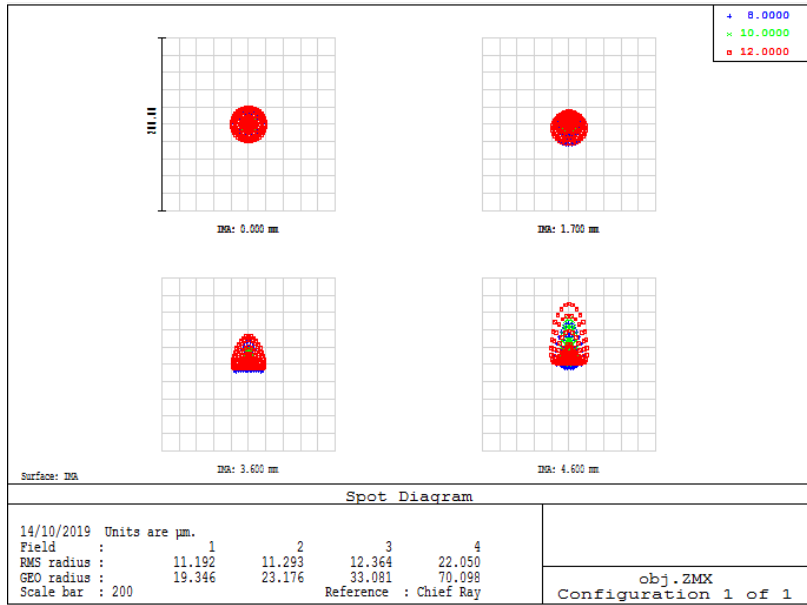 + 8.0000
× 10.0000
▫ 12.0000
200.00
IMA: 0.000 mm
IMA: 1.700 mm
IMA: 3.600 mm
IMA: 4.600 mm
Surface: IMA
Spot Diagram
14/10/2019 Units are µm.
Field : 1 2 3 4
RMS radius : 11.192 11.293 12.364 22.050
GEO radius : 19.346 23.176 33.081 70.098
Scale bar : 200 Reference : Chief Ray
obj.ZMX
Configuration 1 of 1